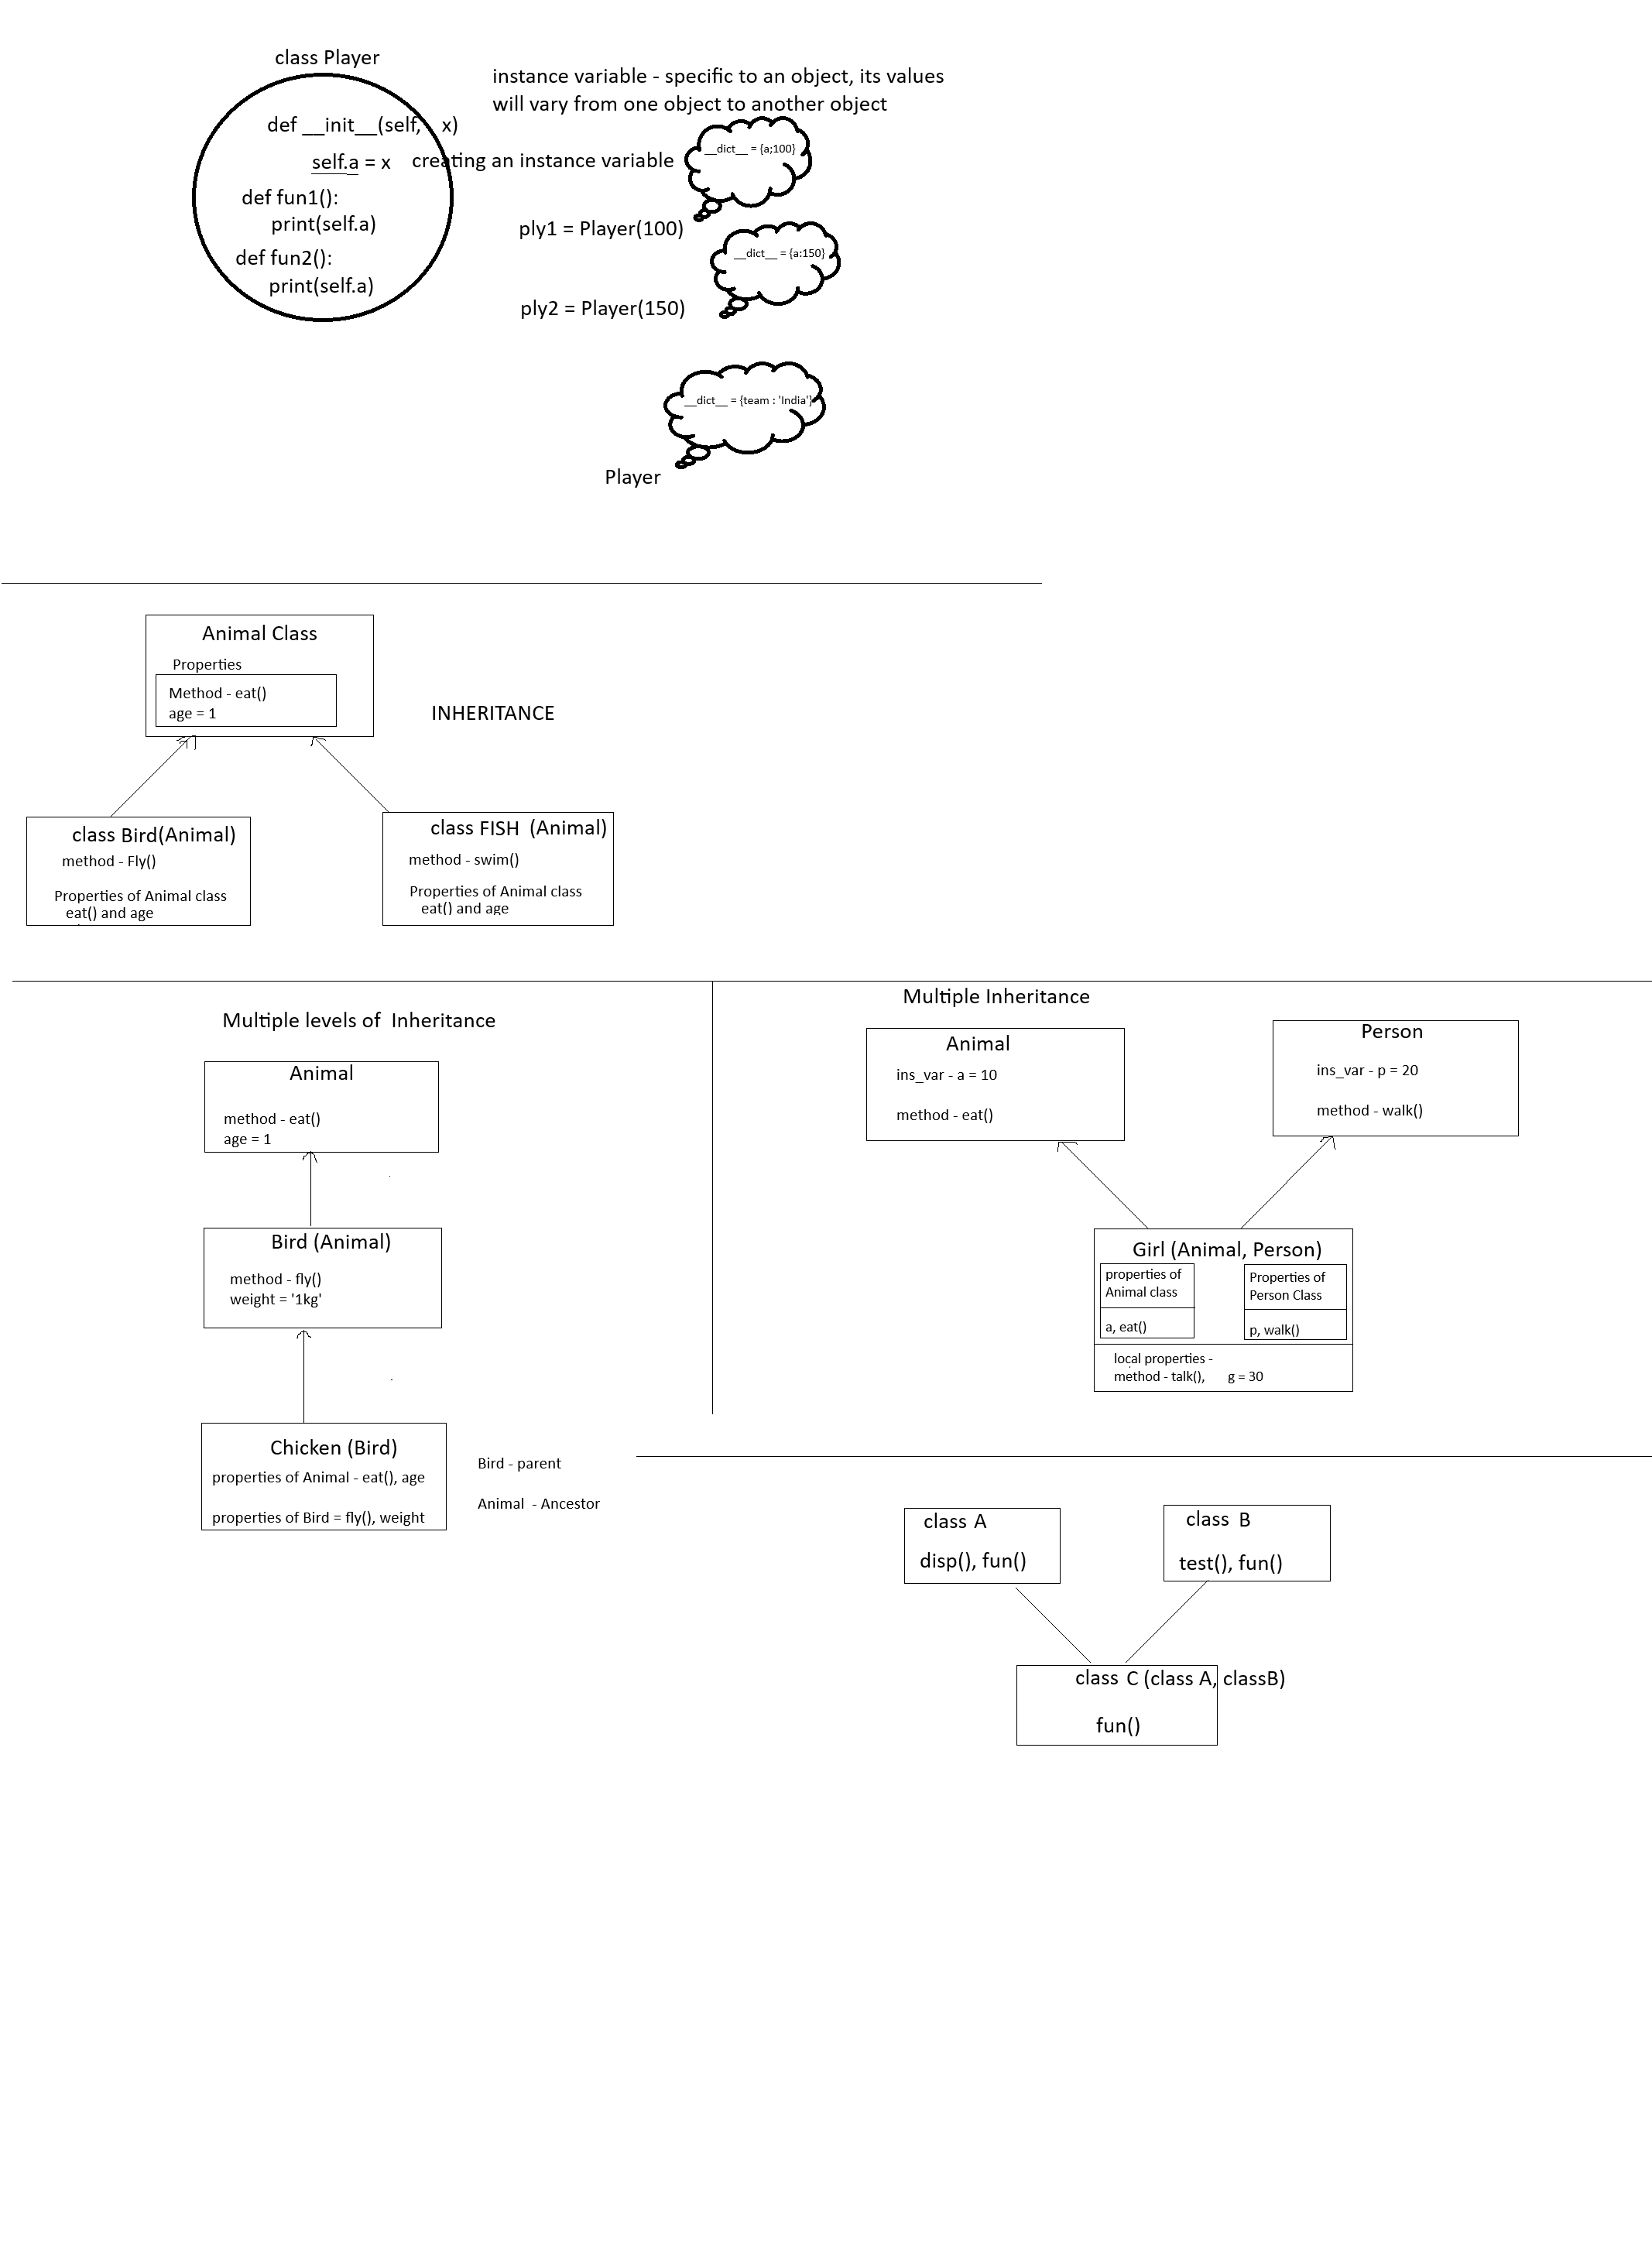 class Player
def __init__(self, x)
self.a = x
def fun1():
print(self.a)
def fun2():
print(self.a)
instance variable - specific to an object, its values
will vary from one object to another object
creating an instance variable
__dict__ = {a;100}
ply1 = Player(100)
__dict__ = {a:150}
ply2 = Player(150)
__dict__ = {team : 'India'}
Player
Animal Class
Properties
Method - eat()
age = 1
INHERITANCE
class Bird(Animal)
method - Fly()
Properties of Animal class
eat() and age
class FISH (Animal)
method - swim()
Properties of Animal class
eat() and age
Multiple levels of Inheritance
Animal
method - eat()
age = 1
Bird (Animal)
method - fly()
weight = '1kg'
Chicken (Bird)
properties of Animal - eat(), age
properties of Bird = fly(), weight
Bird - parent
Animal - Ancestor
Multiple Inheritance
Animal
ins_var - a = 10
method - eat()
Person
ins_var - p = 20
method - walk()
Girl (Animal, Person)
properties of
Animal class
a, eat()
Properties of
Person Class
p, walk()
local properties -
method - talk(), g = 30
class A
disp(), fun()
class B
test(), fun()
class C (class A, classB)
fun()